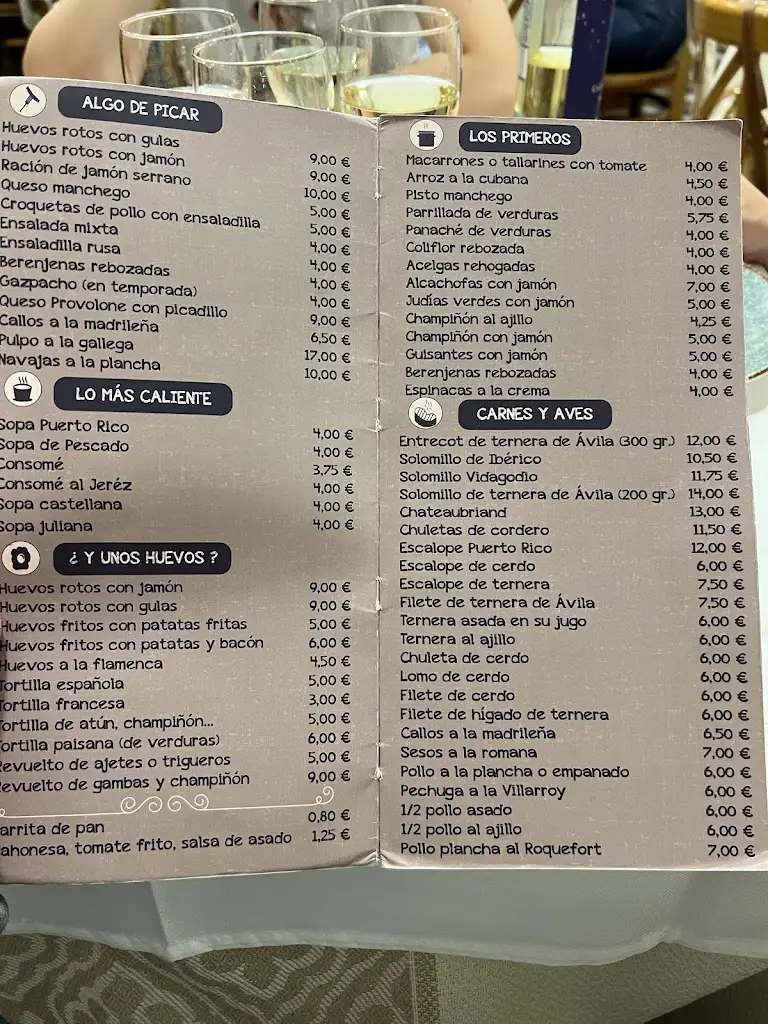 ALGO DE PICAR
Huevos rotos con gulas 9,00 €
Huevos rotos con jamón 9,00 €
Ración de jamón serrano 10,00 €
Queso manchego 5,00 €
Croquetas de pollo con ensaladilla 5,00 €
Ensalada mixta 4,00 €
Ensaladilla rusa 4,00 €
Berenjenas rebozadas 4,00 €
Gazpacho (en temporada) 4,00 €
Queso Provolone con picadillo 9,00 €
Callos a la madrileña 6,50 €
Pulpo a la gallega 17,00 €
Navajas a la plancha 10,00 €
LO MÁS CALIENTE
Sopa Puerto Rico 4,00 €
Sopa de Pescado 4,00 €
Consomé 3,75 €
Consomé al Jeréz 4,00 €
Sopa castellana 4,00 €
Sopa juliana 4,00 €
¿ Y UNOS HUEVOS ?
Huevos rotos con jamón 9,00 €
Huevos rotos con gulas 9,00 €
Huevos fritos con patatas fritas 5,00 €
Huevos fritos con patatas y bacón 6,00 €
Huevos a la flamenca 4,50 €
Tortilla española 5,00 €
Tortilla francesa 3,00 €
Tortilla de atún, champiñón... 5,00 €
Tortilla paisana (de verduras) 6,00 €
Revuelto de ajetes o trigueros 5,00 €
Revuelto de gambas y champiñón 9,00 €
arrita de pan 0,80 €
ahonesa, tomate frito, salsa de asado 1,25 €
LOS PRIMEROS
Macarrones o tallarines con tomate 4,00 €
Arroz a la cubana 4,50 €
Pisto manchego 4,00 €
Parrillada de verduras 5,75 €
Panaché de verduras 4,00 €
Coliflor rebozada 4,00 €
Acelgas rehogadas 4,00 €
Alcachofas con jamón 7,00 €
Judías verdes con jamón 5,00 €
Champiñón al ajillo 4,25 €
Champiñón con jamón 5,00 €
Guisantes con jamón 5,00 €
Berenjenas rebozadas 4,00 €
Espinacas a la crema 4,00 €
CARNES Y AVES
Entrecot de ternera de Ávila (300 gr.) 12,00 €
Solomillo de Ibérico 10,50 €
Solomillo Vidagodio 11,75 €
Solomillo de ternera de Ávila (200 gr.) 14,00 €
Chateaubriand 13,00 €
Chuletas de cordero 11,50 €
Escalope Puerto Rico 12,00 €
Escalope de cerdo 6,00 €
Escalope de ternera 7,50 €
Filete de ternera de Ávila 7,50 €
Ternera asada en su jugo 6,00 €
Ternera al ajillo 6,00 €
Chuleta de cerdo 6,00 €
Lomo de cerdo 6,00 €
Filete de cerdo 6,00 €
Filete de hígado de ternera 6,00 €
Callos a la madrileña 6,50 €
Sesos a la romana 7,00 €
Pollo a la plancha o empanado 6,00 €
Pechuga a la Villarroy 6,00 €
1/2 pollo asado 6,00 €
1/2 pollo al ajillo 6,00 €
Pollo plancha al Roquefort 7,00 €